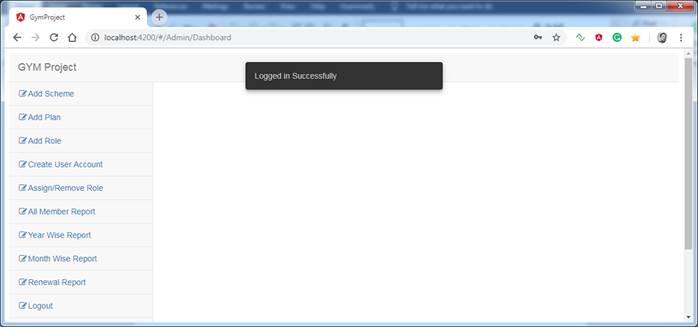 GymProject
localhost:4200/#/Admin/Dashboard
GYM Project
Logged in Successfully
Add Scheme
Add Plan
Add Role
Create User Account
Assign/Remove Role
All Member Report
Year Wise Report
Month Wise Report
Renewal Report
Logout